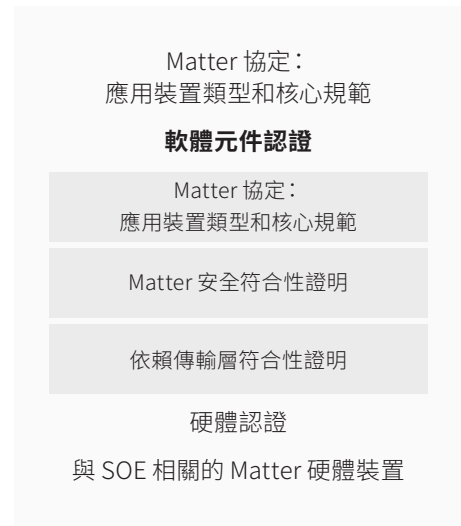 Matter 協定：
應用裝置類型和核心規範
軟體元件認證
Matter 協定：
應用裝置類型和核心規範
Matter 安全符合性證明
依賴傳輸層符合性證明
硬體認證
與 SOE 相關的 Matter 硬體裝置